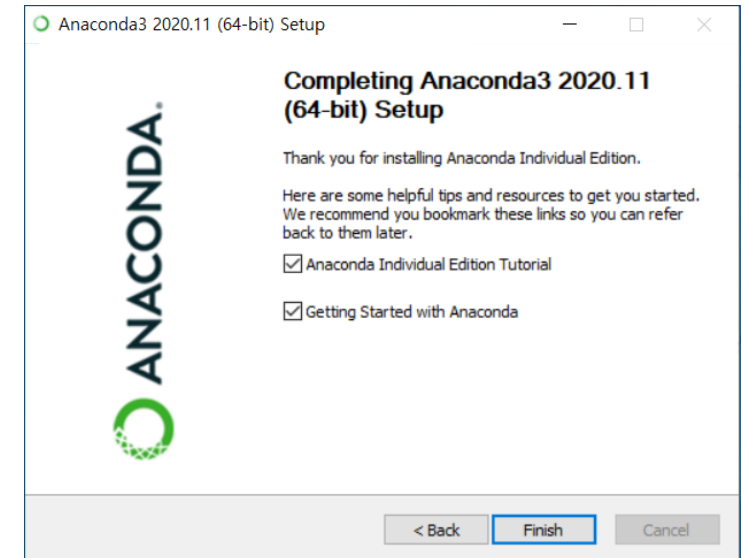 Anaconda3 2020.11 (64-bit) Setup
Completing Anaconda3 2020.11
(64-bit) Setup
Thank you for installing Anaconda Individual Edition.
Here are some helpful tips and resources to get you started.
We recommend you bookmark these links so you can refer
back to them later.
Anaconda Individual Edition Tutorial
Getting Started with Anaconda
ANACONDA.
< Back
Finish
Cancel